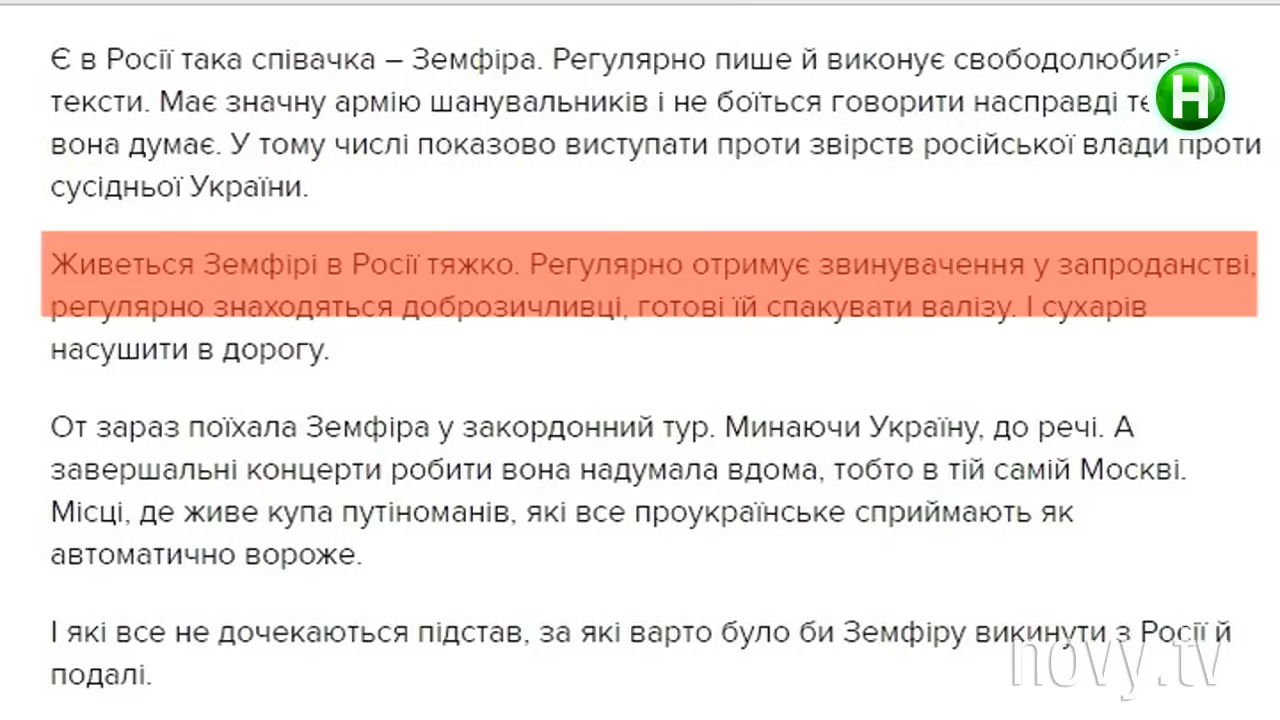 Є в Росії така співачка – Земфіра. Регулярно пише й виконує
тексти. Має значну армію шанувальників і не боїться говорити насправді
H
вона думає. У тому числі показово виступати проти звірств російської влади проти
сусідньої України.
Живеться Земфірі в Росії тяжко. Регулярно отримує звинувачення у запроданстві,
регулярно знаходяться доброзичливці, готові їй спакувати валізу. І сухарів
насушити в дорогу.
От зараз поїхала Земфіра у закордонний тур. Минаючи Україну, до речі. А
завершальні концерти робити вона надумала вдома, тобто в тій самій Москві.
Місці, де живе купа путіноманів, які все проукраїнське сприймають як
автоматично вороже.
І які все не дочекаються підстав, за які варто було би Земфіру викинути з Росії й
подалі.
novy.tv